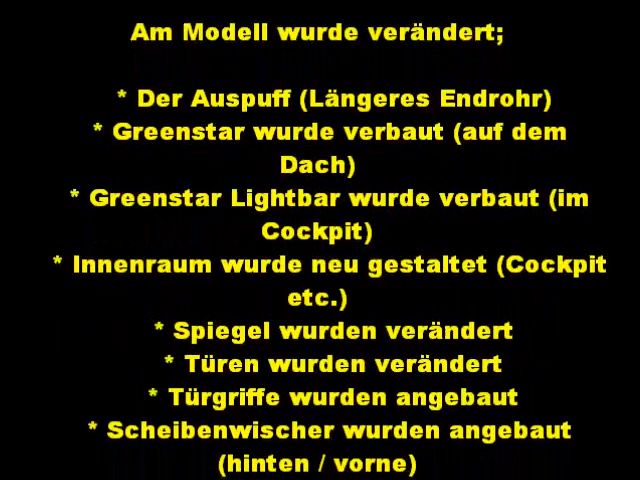 Am Modell wurde verändert;
* Der Auspuff (Längeres Endrohr)
* Greenstar wurde verbaut (auf dem
Dach)
* Greenstar Lightbar wurde verbaut (im
Cockpit)
* Innenraum wurde neu gestaltet (Cockpit
etc.)
* Spiegel wurden verändert
* Türen wurden verändert
* Türgriffe wurden angebaut
* Scheibenwischer wurden angebaut
(hinten / vorne)